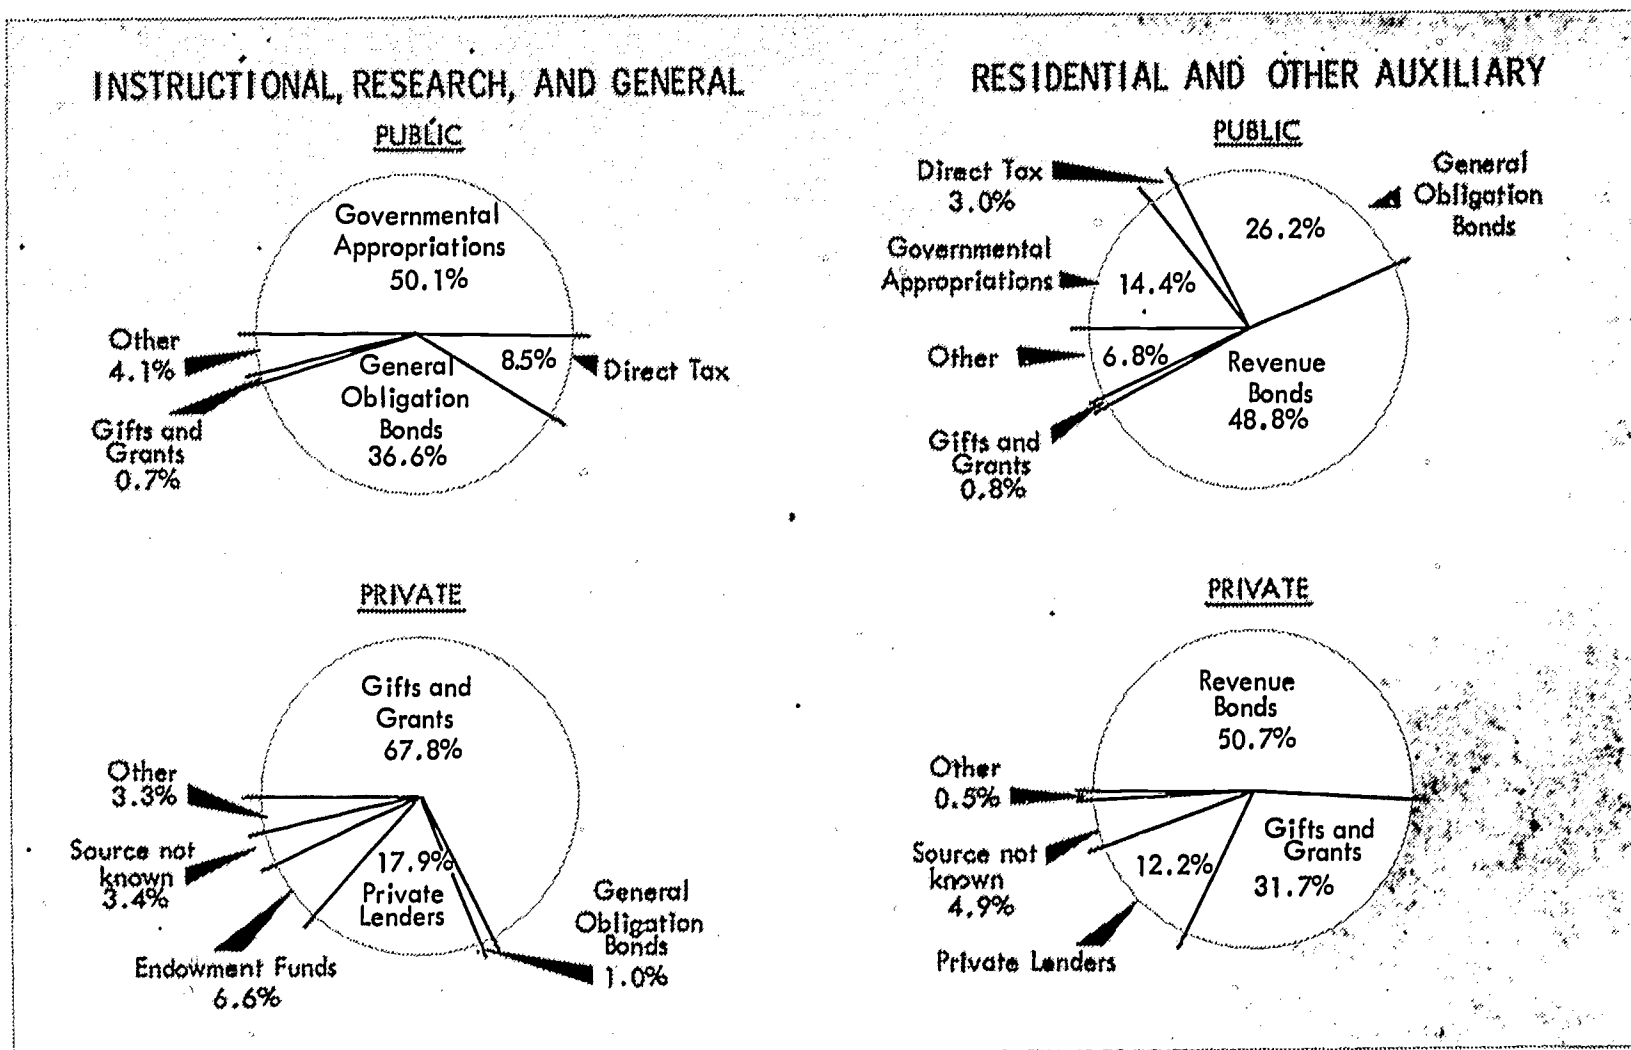 INSTRUCTIONAL, RESEARCH, AND GENERAL
PUBLIC
Governmental
Appropriations
50.1%
Other
4.1%
Gifts and
Grants
0.7%
General
Obligation
Bonds
36.6%
8.5%
Direct Tax
PRIVATE
Gifts and
Grants
67.8%
Other
3.3%
Source not
known
3.4%
Endowment Funds
6.6%
17.9%
Private
Lenders
General
Obligation
Bonds
1.0%
RESIDENTIAL AND OTHER AUXILIARY
PUBLIC
Direct Tax
3.0%
General
Obligation
Bonds
26.2%
Governmental
Appropriations
14.4%
Other
6.8%
Gifts and
Grants
0.8%
Revenue
Bonds
48.8%
PRIVATE
Revenue
Bonds
50.7%
Other
0.5%
Source not
known
4.9%
12.2%
Private Lenders
Gifts and
Grants
31.7%